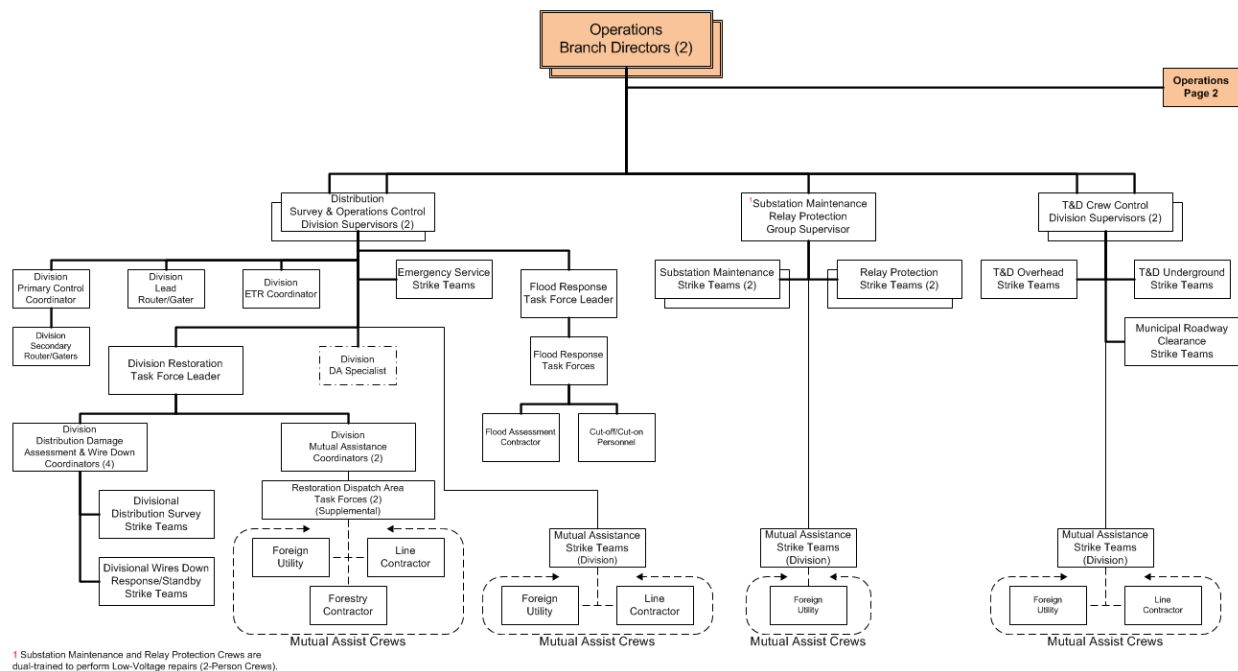 Operations
Branch Directors (2)
Operations
Page 2
Distribution
Survey & Operations Control
Division Supervisors (2)
1Substation Maintenance
Relay Protection
Group Supervisor
T&D Crew Control
Division Supervisors (2)
Division
Primary Control
Coordinator
Division
Lead
Router/Gater
Division
ETR Coordinator
Emergency Service
Strike Teams
Flood Response
Task Force Leader
Substation Maintenance
Strike Teams (2)
Relay Protection
Strike Teams (2)
T&D Overhead
Strike Teams
T&D Underground
Strike Teams
Division
Secondary
Router/Gaters
Division Restoration
Task Force Leader
Division
DA Specialist
Flood Response
Task Forces
Municipal Roadway
Clearance
Strike Teams
Division
Distribution Damage
Assessment & Wire Down
Coordinators (4)
Division
Mutual Assistance
Coordinators (2)
Flood Assessment
Contractor
Cut-off/Cut-on
Personnel
Restoration Dispatch Area
Task Forces (2)
(Supplemental)
Divisional
Distribution Survey
Strike Teams
Divisional Wires Down
Response/Standby
Strike Teams
Foreign
Utility
Line
Contractor
Forestry
Contractor
Mutual Assist Crews
Mutual Assistance
Strike Teams
(Division)
Foreign
Utility
Line
Contractor
Mutual Assist Crews
Mutual Assistance
Strike Teams
(Division)
Foreign
Utility
Mutual Assist Crews
Mutual Assistance
Strike Teams
(Division)
Foreign
Utility
Line
Contractor
Mutual Assist Crews
1 Substation Maintenance and Relay Protection Crews are
dual-trained to perform Low-Voltage repairs (2-Person Crews).